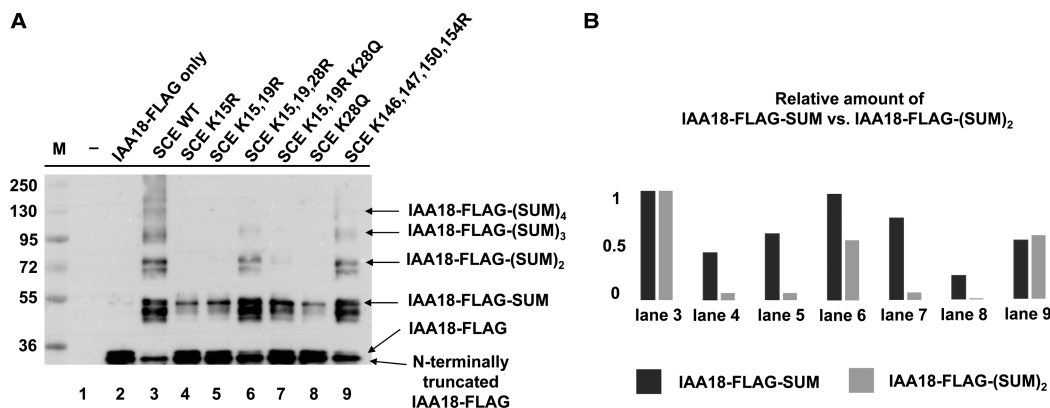 A
M
–
IAA18-FLAG only
SCE WT
SCE K15R
SCE K15,19R
SCE K15,19,28R
SCE K15,19R K28Q
SCE K28Q
SCE K146,147,150,154R
250
130
95
72
55
36
IAA18-FLAG-(SUM)4
IAA18-FLAG-(SUM)3
IAA18-FLAG-(SUM)2
IAA18-FLAG-SUM
IAA18-FLAG
N-terminally
truncated
IAA18-FLAG
1 2 3 4 5 6 7 8 9
B
Relative amount of
IAA18-FLAG-SUM vs. IAA18-FLAG-(SUM)2
1
0.5
0
lane 3 lane 4 lane 5 lane 6 lane 7 lane 8 lane 9
IAA18-FLAG-SUM IAA18-FLAG-(SUM)2